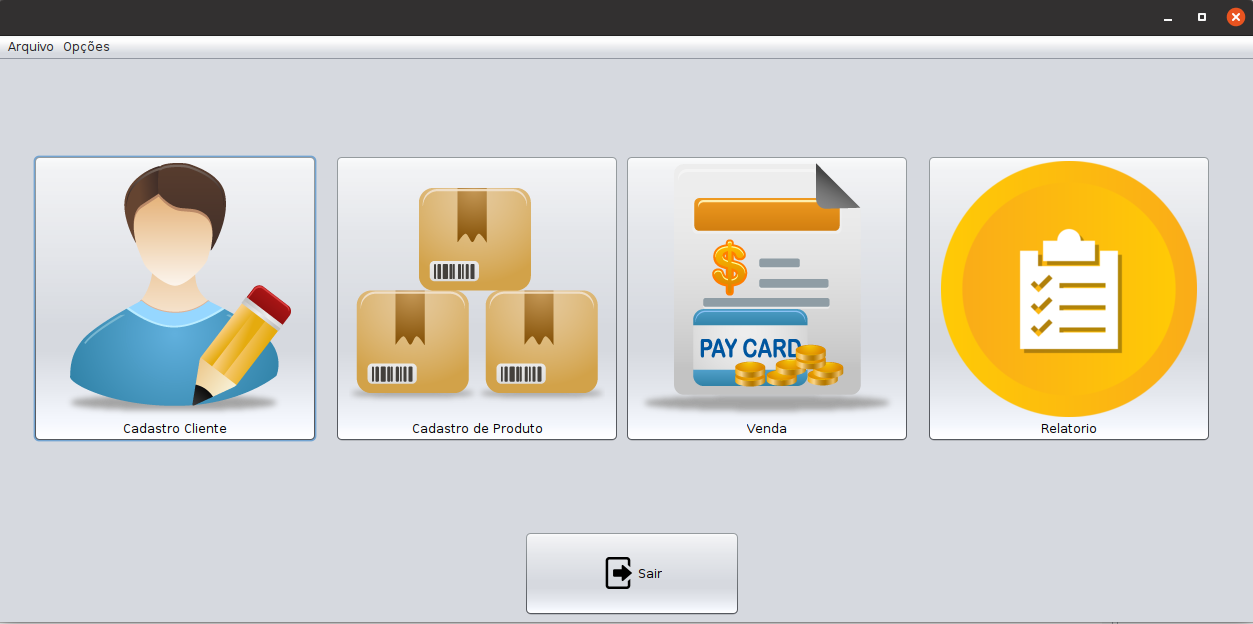 Arquivo Opções
PAY CARD
Cadastro Cliente
Cadastro de Produto
Venda
Relatorio
Sair